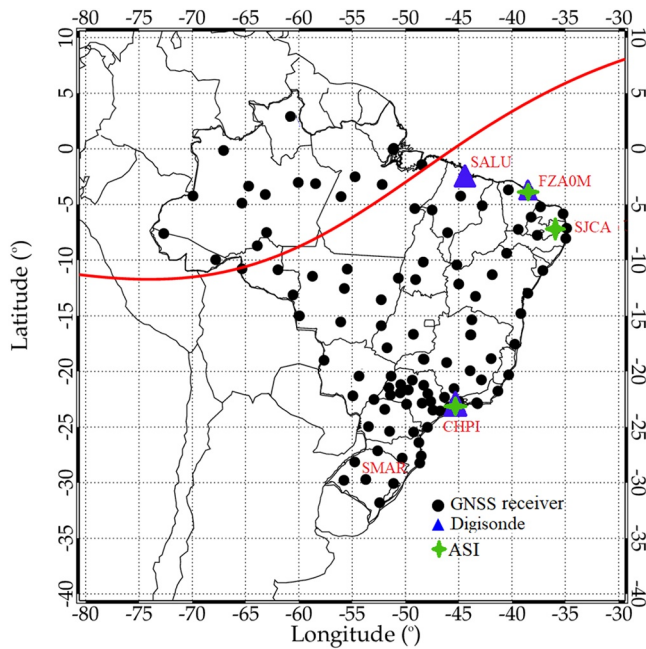 -80 -75 -70 -65 -60 -55 -50 -45 -40 -35 -30
10 10
5 5
0 0
SALU
FZA0M
-5 -5
SJCA
-10 -10
Latitude (º)
-15 -15
-20 -20
-25 -25
CHPI
SMAR
-30 -30
GNSS receiver
Digisonde
-35 -35
ASI
-40 -40
-80 -75 -70 -65 -60 -55 -50 -45 -40 -35 -30
Longitude (º)